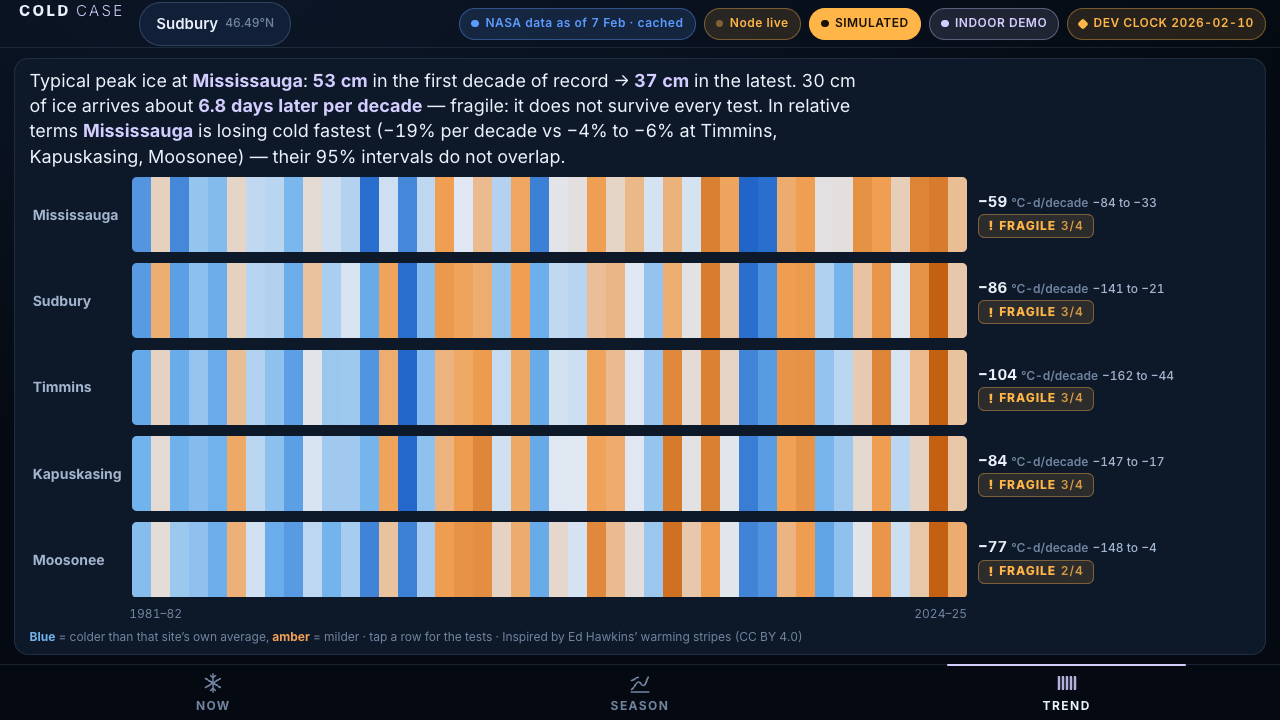 COLD CASE
Sudbury 46.49°N
NASA data as of 7 Feb · cached
Node live
SIMULATED
INDOOR DEMO
DEV CLOCK 2026-02-10
Typical peak ice at Mississauga: 53 cm in the first decade of record → 37 cm in the latest. 30 cm
of ice arrives about 6.8 days later per decade — fragile: it does not survive every test. In relative
terms Mississauga is losing cold fastest (−19% per decade vs −4% to −6% at Timmins,
Kapuskasing, Moosonee) — their 95% intervals do not overlap.
Mississauga
−59 °C-d/decade −84 to −33
! FRAGILE 3/4
Sudbury
−86 °C-d/decade −141 to −21
! FRAGILE 3/4
Timmins
−104 °C-d/decade −162 to −44
! FRAGILE 3/4
Kapuskasing
−84 °C-d/decade −147 to −17
! FRAGILE 3/4
Moosonee
−77 °C-d/decade −148 to −4
! FRAGILE 2/4
1981–82
2024–25
Blue = colder than that site's own average, amber = milder · tap a row for the tests · Inspired by Ed Hawkins’ warming stripes (CC BY 4.0)
NOW
SEASON
TREND